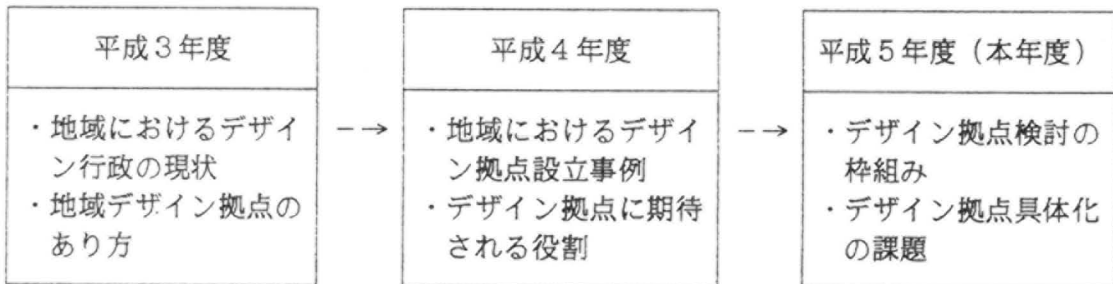 平成３年度
・地域におけるデザイ
ン行政の現状
・地域デザイン拠点の
あり方
－→
平成４年度
・地域におけるデザ
イン拠点設立事例
・デザイン拠点に期待
される役割
－→
平成５年度（本年度）
・デザイン拠点検討の
枠組み
・デザイン拠点具体化
の課題